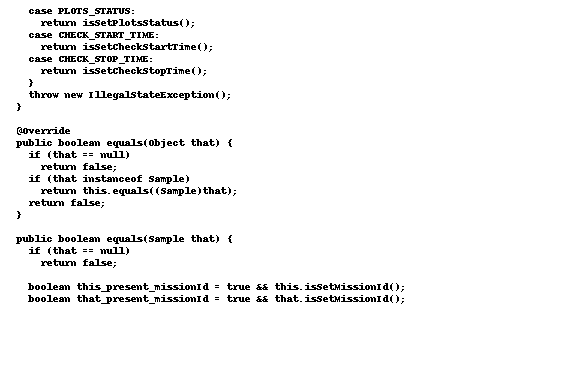 case PLOTS_STATUS:
return isSetPlotsStatus();
case CHECK_START_TIME:
return isSetCheckStartTime();
case CHECK_STOP_TIME:
return isSetCheckStopTime();
}
throw new IllegalStateException();
}
@Override
public boolean equals(Object that) {
if (that == null)
return false;
if (that instanceof Sample)
return this.equals((Sample)that);
return false;
}
public boolean equals(Sample that) {
if (that == null)
return false;
boolean this_present_missionId = true && this.isSetMissionId();
boolean that_present_missionId = true && that.isSetMissionId();